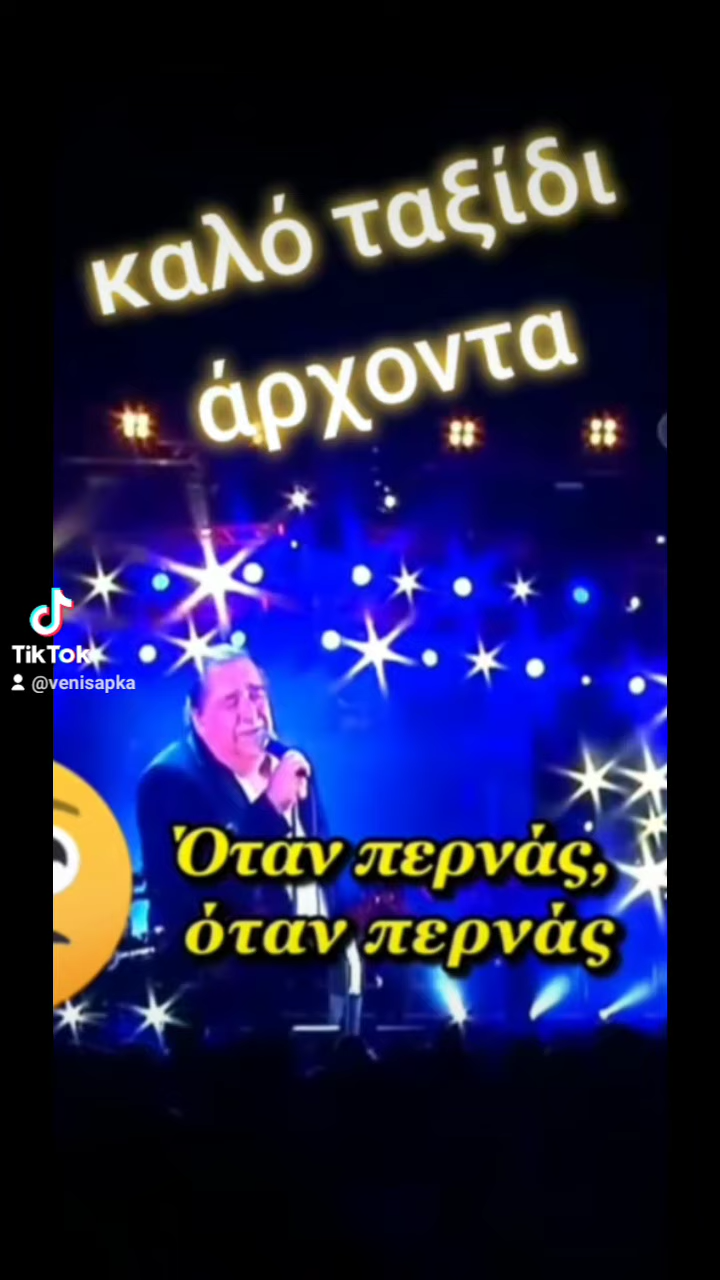 καλό ταξίδι
άρχοντα
TikTok
@venisapka
Όταν περνάς,
όταν περνάς